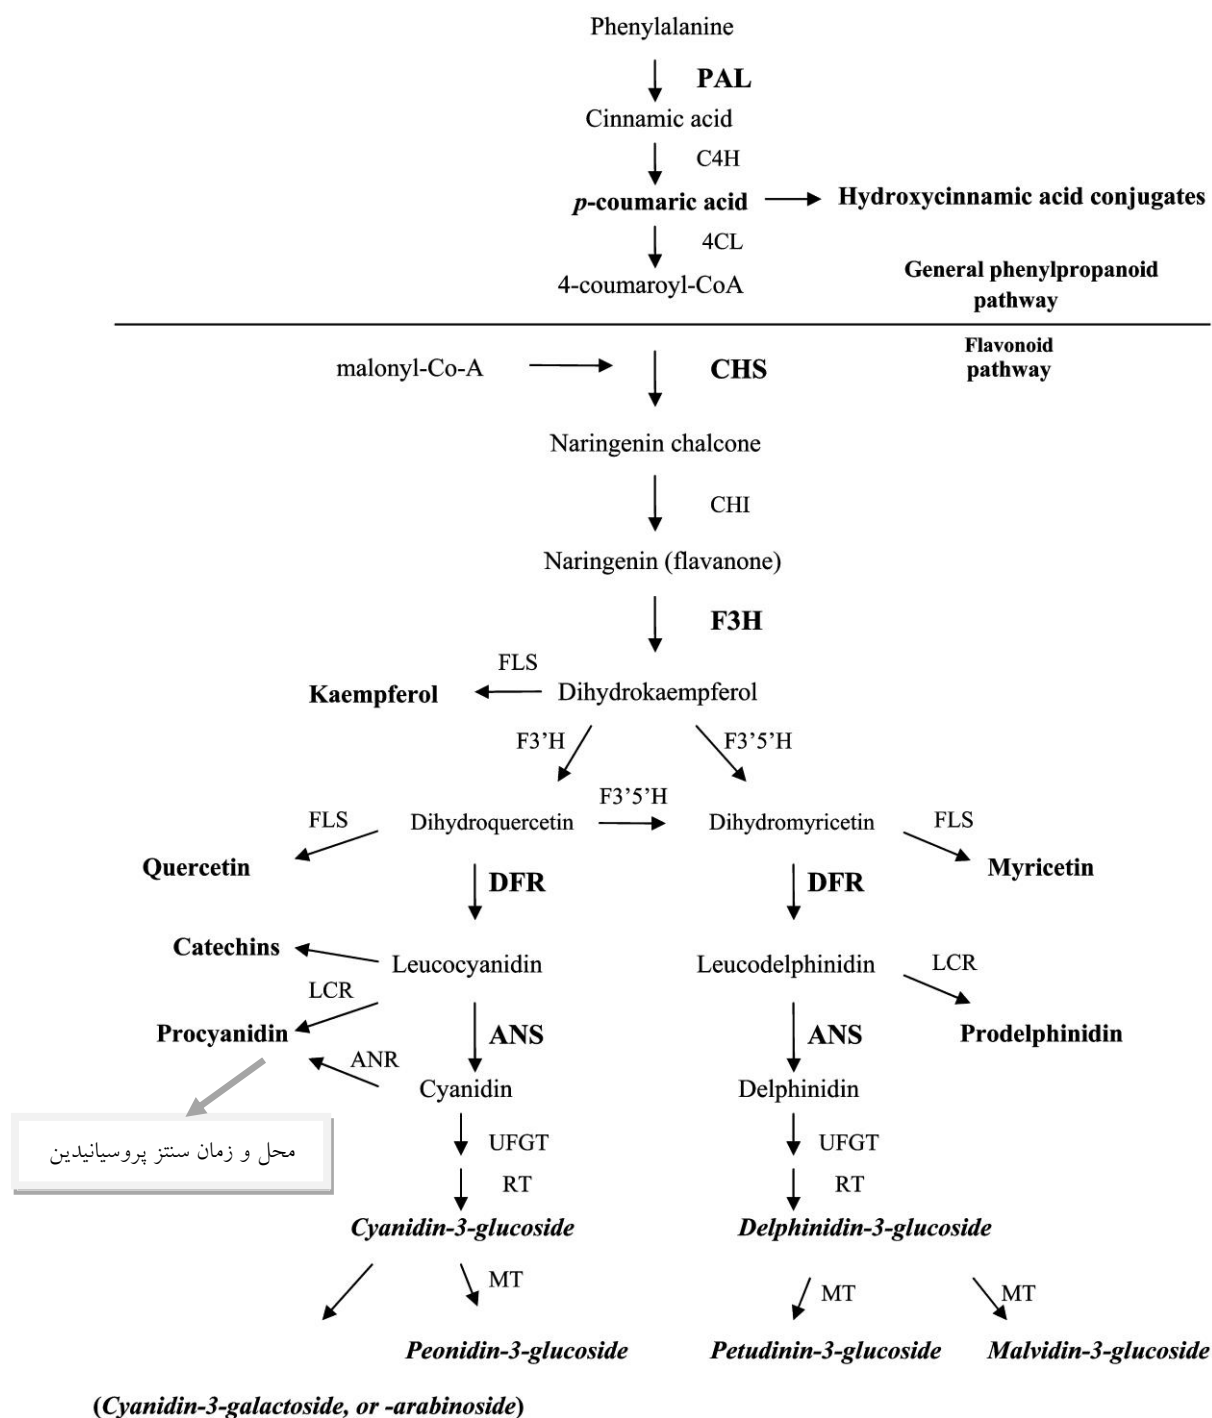 Phenylalanine
PAL
Cinnamic acid
C4H
p-coumaric acid
Hydroxycinnamic acid conjugates
4CL
4-coumaroyl-CoA
General phenylpropanoid
pathway
Flavonoid
pathway
malonyl-Co-A
CHS
Naringenin chalcone
CHI
Naringenin (flavanone)
F3H
FLS
Kaempferol
Dihydrokaempferol
F3’H
F3’5’H
F3’5’H
FLS
Dihydroquercetin
Dihydromyricetin
FLS
Quercetin
DFR
DFR
Myricetin
Catechins
Leucocyanidin
Leucodelphinidin
LCR
LCR
Procyanidin
ANS
ANS
Prodelphinidin
ANR
Cyanidin
Delphinidin
محل و زمان سنتز پروسیانیدین
UFGT
UFGT
RT
RT
Cyanidin-3-glucoside
Delphinidin-3-glucoside
MT
MT
MT
Peonidin-3-glucoside
Petudinin-3-glucoside
Malvidin-3-glucoside
(Cyanidin-3-galactoside, or -arabinoside)